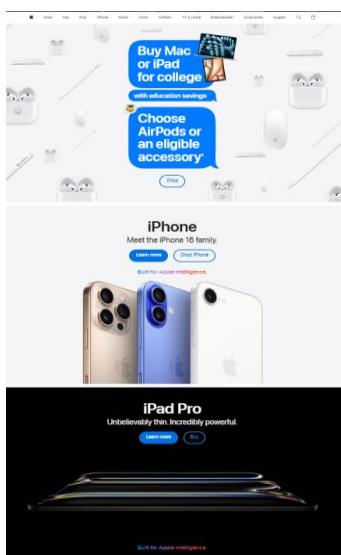 Store Mac iPad iPhone Watch Vision AirPods TV & Home Entertainment Accessories Support
Buy Mac
or iPad
for college
with education savings
Choose
AirPods or
an eligible
accessory*
Shop
iPhone
Meet the iPhone 16 family.
Learn more Shop iPhone
Built for Apple Intelligence.
iPad Pro
Unbelievably thin. Incredibly powerful.
Learn more Buy
Built for Apple Intelligence.